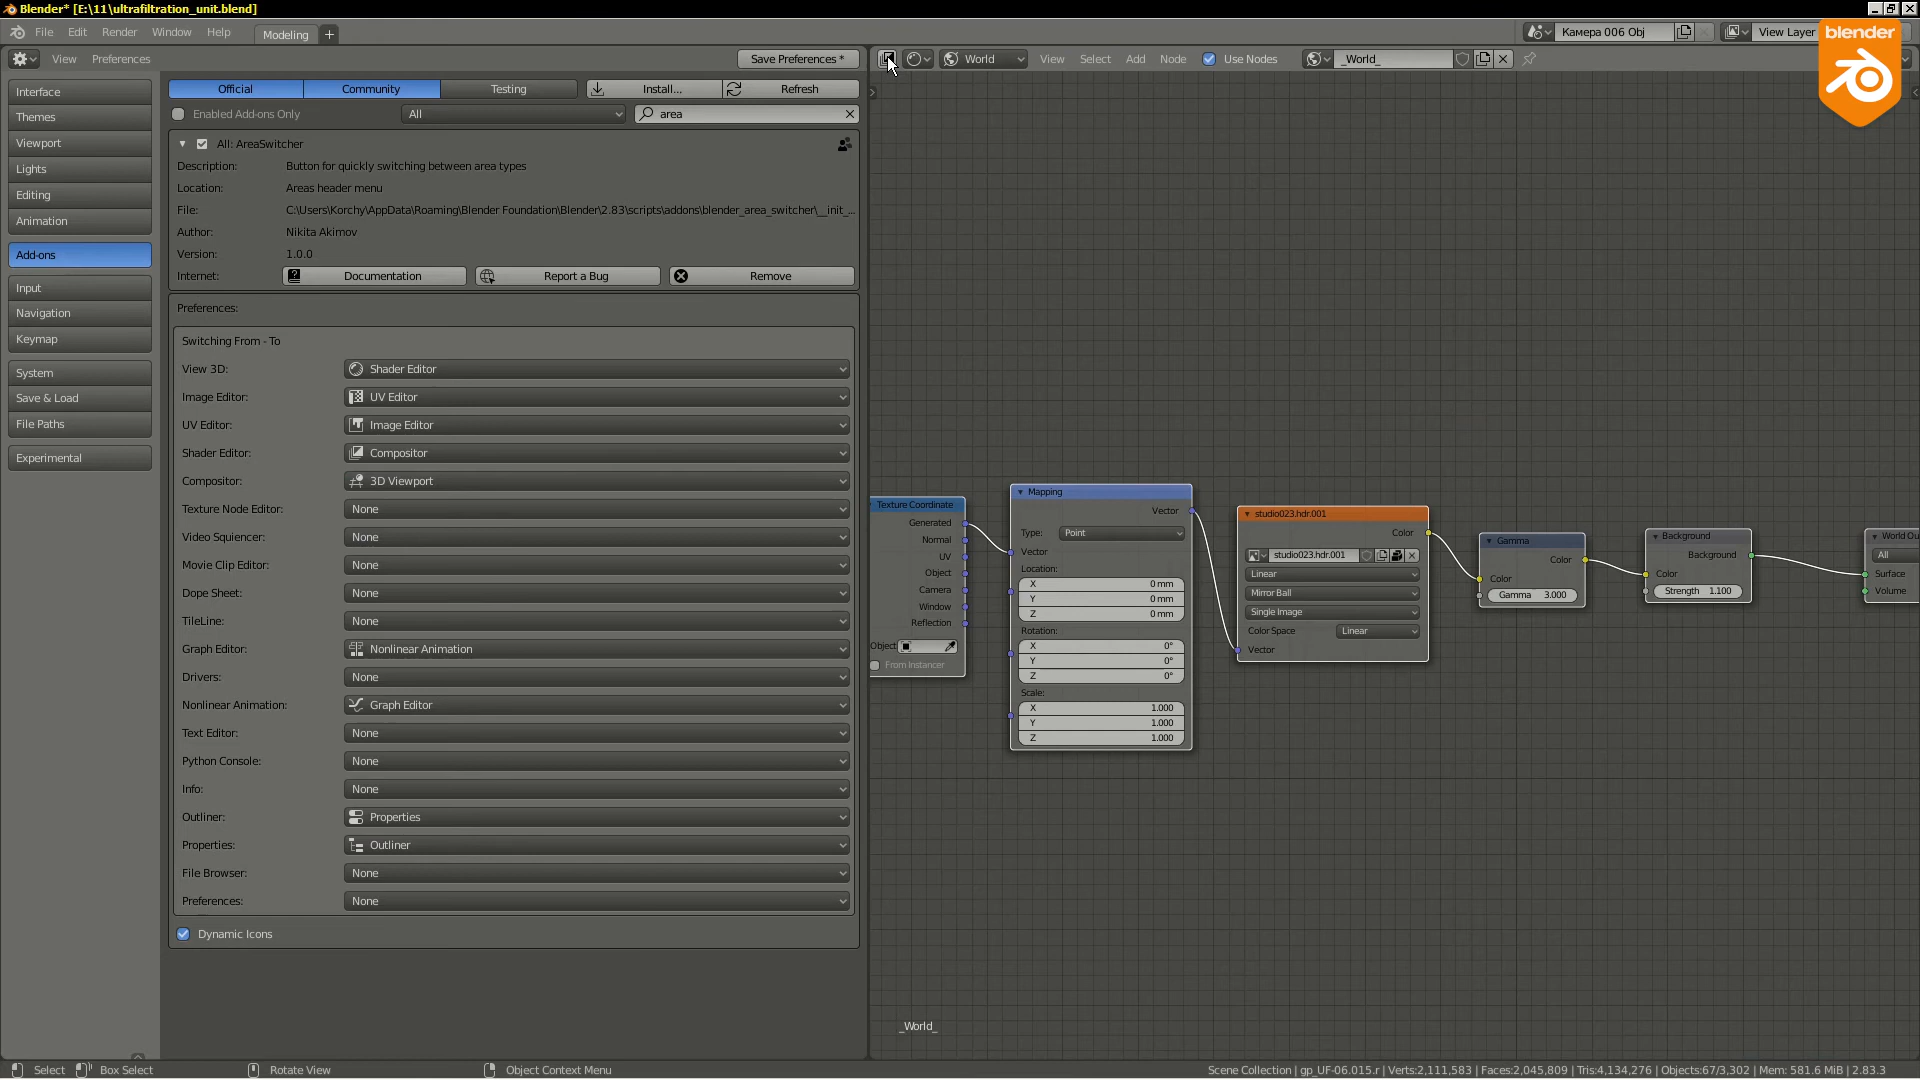 Blender* [E:\11\ultrafiltration_unit.blend]
File Edit Render Window Help Modeling +
Камера 006 Obj View Layer
blender
View Preferences Save Preferences *
World View Select Add Node Use Nodes _World_
Interface
Themes
Viewport
Lights
Editing
Animation
Add-ons
Input
Navigation
Keymap
System
Save & Load
File Paths
Experimental
Official Community Testing Install... Refresh
Enabled Add-ons Only All area
All: AreaSwitcher
Description: Button for quickly switching between area types
Location: Areas header menu
File: C:\Users\Korchy\AppData\Roaming\Blender Foundation\Blender\2.83\scripts\addons\blender_area_switcher\__init_...
Author: Nikita Akimov
Version: 1.0.0
Internet: Documentation Report a Bug Remove
Preferences:
Switching From - To
View 3D: Shader Editor
Image Editor: UV Editor
UV Editor: Image Editor
Shader Editor: Compositor
Compositor: 3D Viewport
Texture Node Editor: None
Video Squiencer: None
Movie Clip Editor: None
Dope Sheet: None
TileLine: None
Graph Editor: Nonlinear Animation
Drivers: None
Nonlinear Animation: Graph Editor
Text Editor: None
Python Console: None
Info: None
Outliner: Properties
Properties: Outliner
File Browser: None
Preferences: None
Dynamic Icons
Texture Coordinate
Generated
Normal
UV
Object
Camera
Window
Reflection
Object
From Instancer
Mapping
Vector
Type: Point
Vector
Location:
X 0 mm
Y 0 mm
Z 0 mm
Rotation:
X 0°
Y 0°
Z 0°
Scale:
X 1.000
Y 1.000
Z 1.000
studio023.hdr.001
Color
studio023.hdr.001
Linear
Mirror Ball
Single Image
Color Space Linear
Vector
Gamma
Color
Color
Gamma 3.000
Background
Background
Color
Strength 1.100
World Ou
All
Surface
Volume
_World_
Select Box Select Rotate View Object Context Menu
Scene Collection | gp_UF-06.015.r | Verts:2,111,583 | Faces:2,045,809 | Tris:4,134,276 | Objects:67/3,302 | Mem: 581.6 MiB | 2.83.3